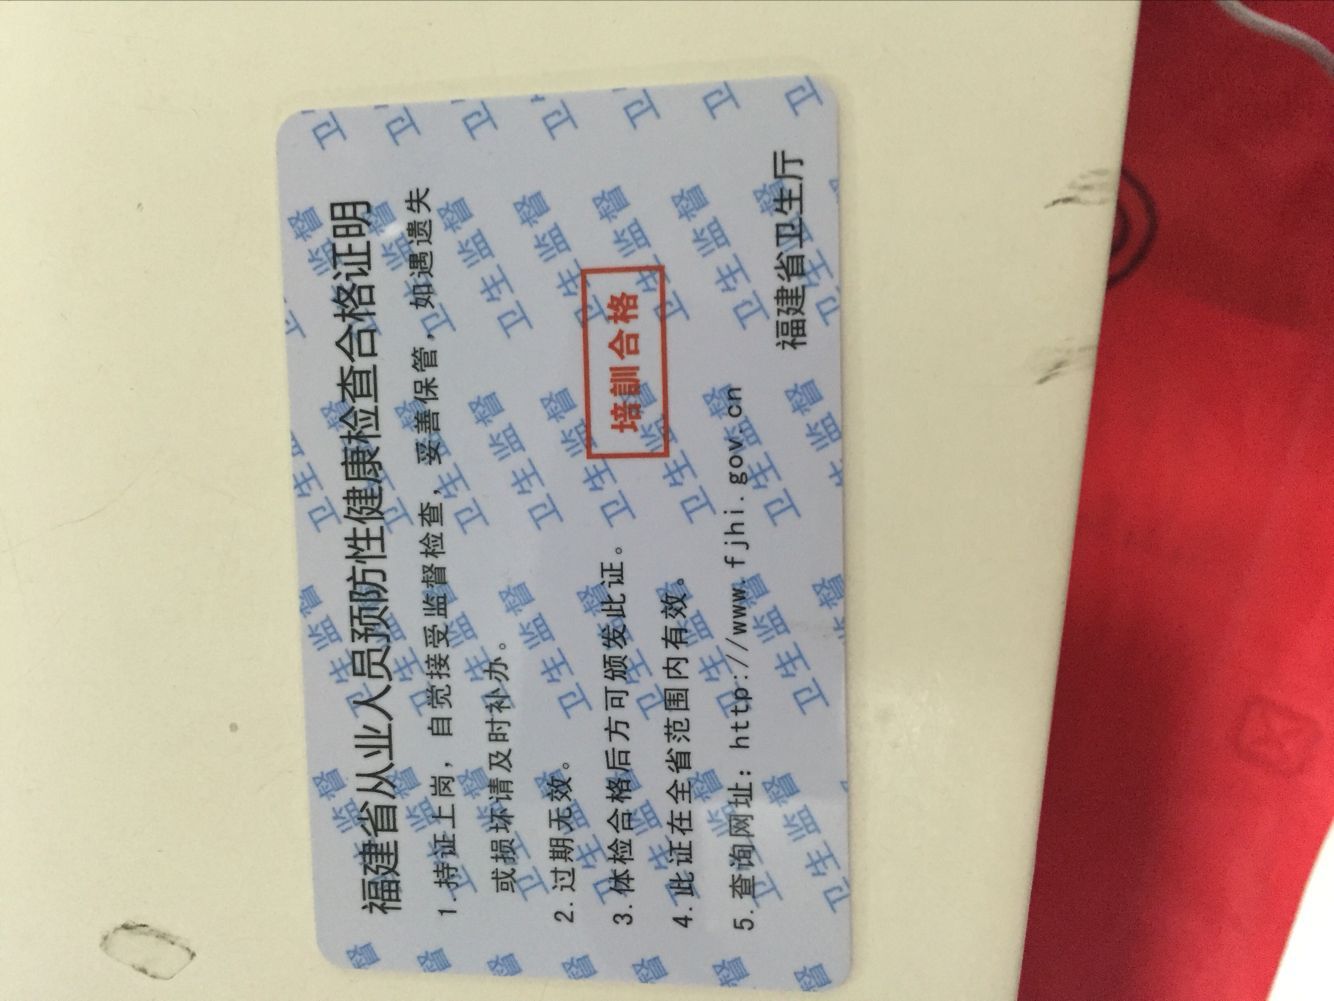 福建省从业人员预防性健康检查合格证明
1.持证上岗，自觉接受监督检查，妥善保管，如遇遗失
或损坏请及时补办。
2.过期无效。
3.体检合格后方可颁发此证。
4.此证在全省范围内有效。
5.查询网址：http://www.fjhi.gov.cn
培訓合格
福建省卫生厅
卫生监督